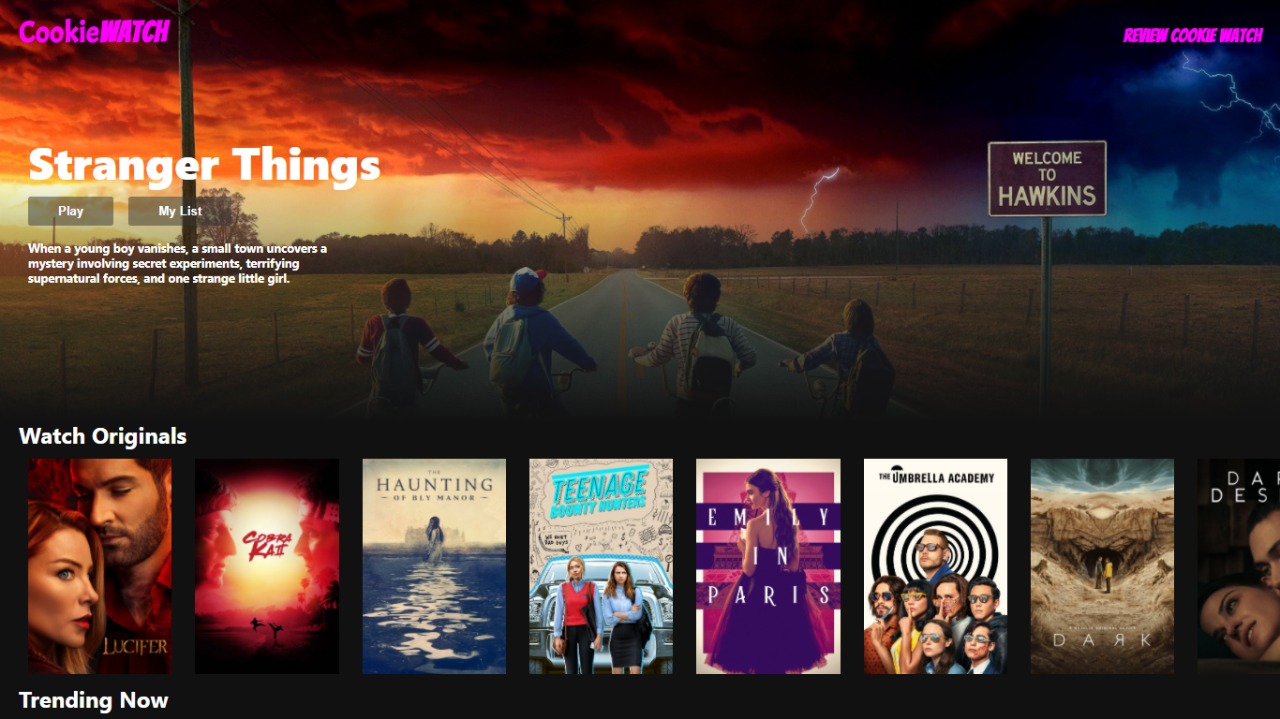 CookieWATCH
REVIEW COOKIE WATCH
Stranger Things
WELCOME
TO
HAWKINS
Play
My List
When a young boy vanishes, a small town uncovers a
mystery involving secret experiments, terrifying
supernatural forces, and one strange little girl.
Watch Originals
LUCIFER
COBRA
KAI
THE
HAUNTING
OF BLY MANOR
TEENAGE
BOUNTY HUNTERS
EMILY
IN
PARIS
THE UMBRELLA ACADEMY
DARK
DA
DES
Trending Now